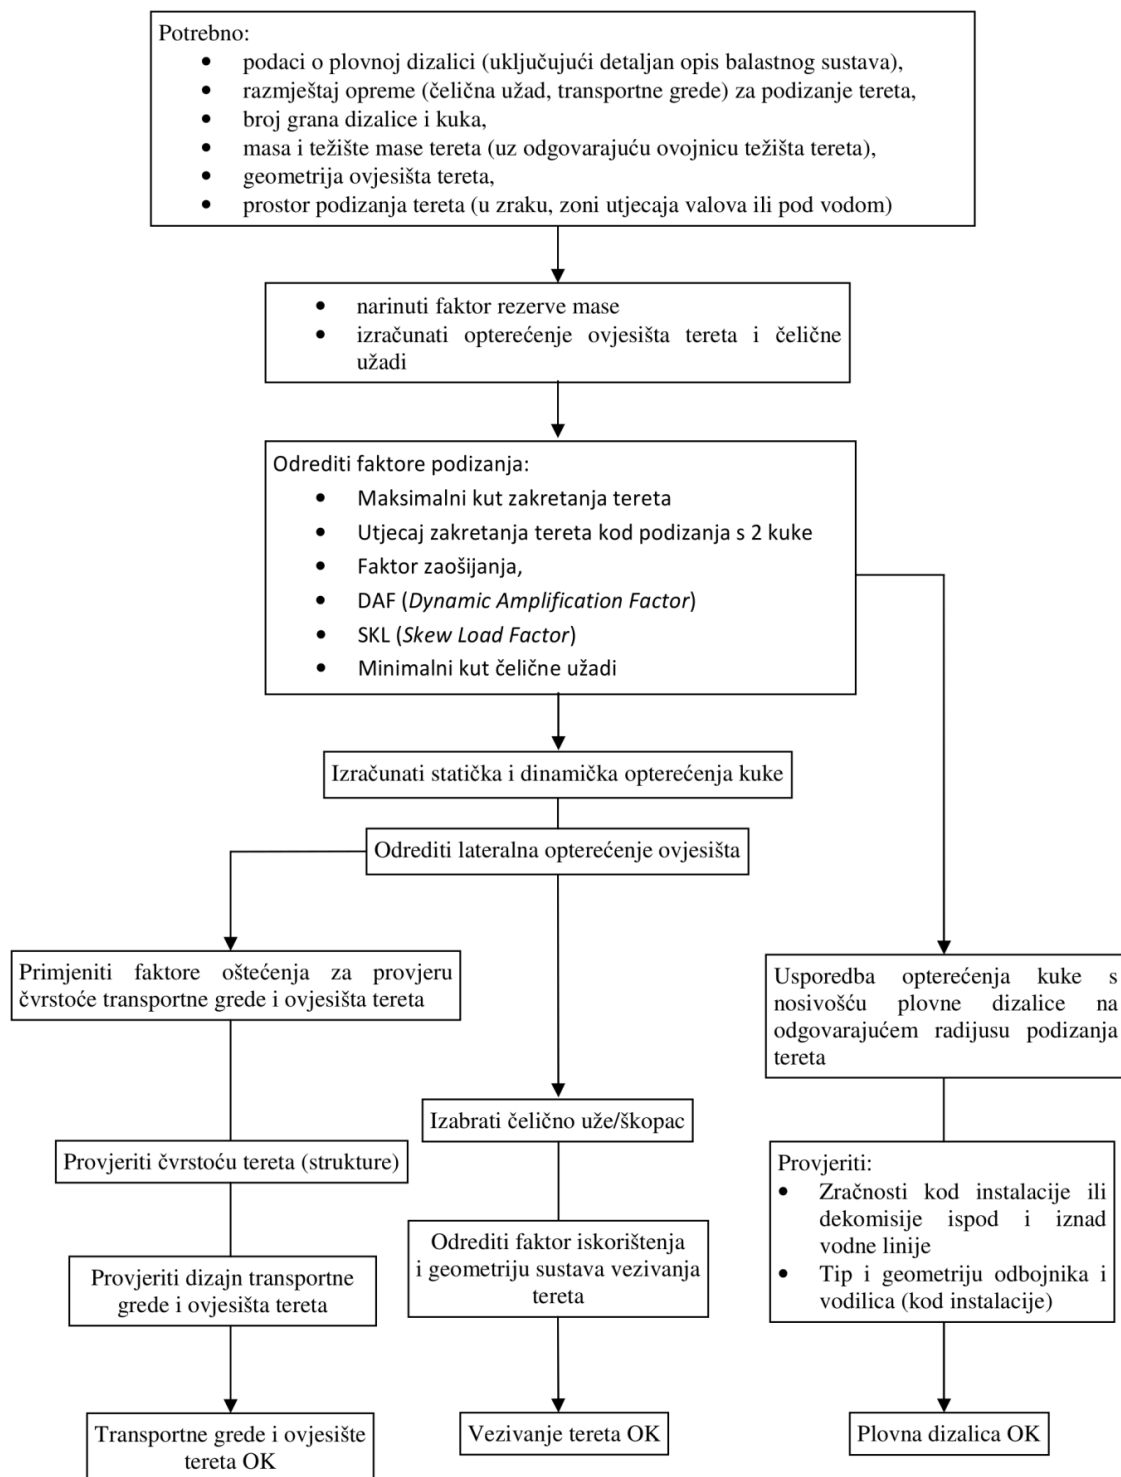 Potrebno:
• podaci o plovnoj dizalici (uključujući detaljan opis balastnog sustava),
• razmještaj opreme (čelična užad, transportne grede) za podizanje tereta,
• broj grana dizalice i kuka,
• masa i težište mase tereta (uz odgovarajuću ovojnicu težišta tereta),
• geometrija ovjesišta tereta,
• prostor podizanja tereta (u zraku, zoni utjecaja valova ili pod vodom)
• narinuti faktor rezerve mase
• izračunati opterećenje ovjesišta tereta i čelične
užadi
Odrediti faktore podizanja:
• Maksimalni kut zakretanja tereta
• Utjecaj zakretanja tereta kod podizanja s 2 kuke
• Faktor zaošijanja,
• DAF (Dynamic Amplification Factor)
• SKL (Skew Load Factor)
• Minimalni kut čelične užadi
Izračunati statička i dinamička opterećenja kuke
Odrediti lateralna opterećenje ovjesišta
Primjeniti faktore oštećenja za provjeru
čvrstoće transportne grede i ovjesišta tereta
Usporedba opterećenja kuke s
nosivošću plovne dizalice na
odgovarajućem radijusu podizanja
tereta
Izabrati čelično uže/škopac
Provjeriti čvrstoću tereta (strukture)
Provjeriti:
• Zračnosti kod instalacije ili
dekomisije ispod i iznad
vodne linije
• Tip i geometriju odbojnika i
vodilica (kod instalacije)
Odrediti faktor iskorištenja
i geometriju sustava vezivanja
tereta
Provjeriti dizajn transportne
grede i ovjesišta tereta
Transportne grede i ovjesište
tereta OK
Vezivanje tereta OK
Plovna dizalica OK